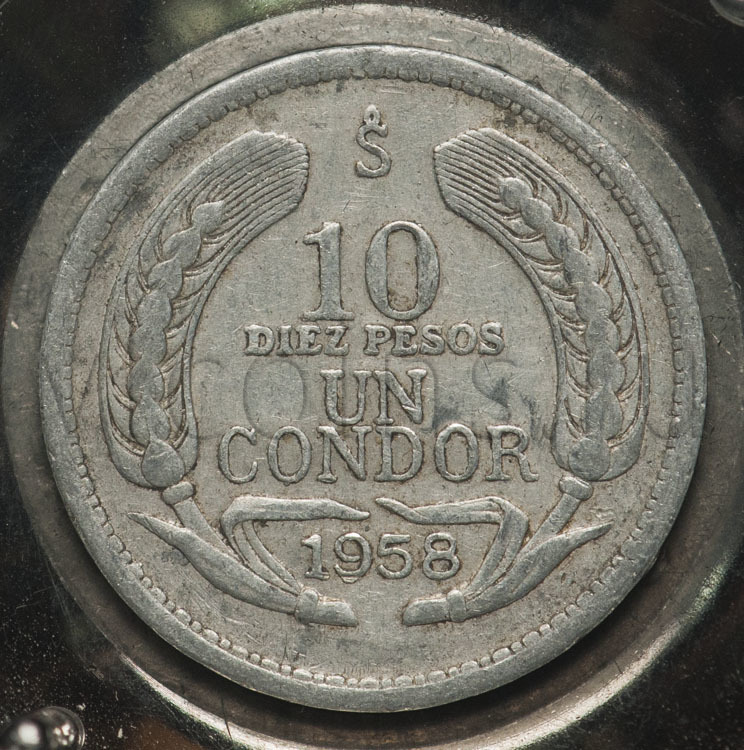 $
10
DIEZ PESOS
UN
CONDOR
1958